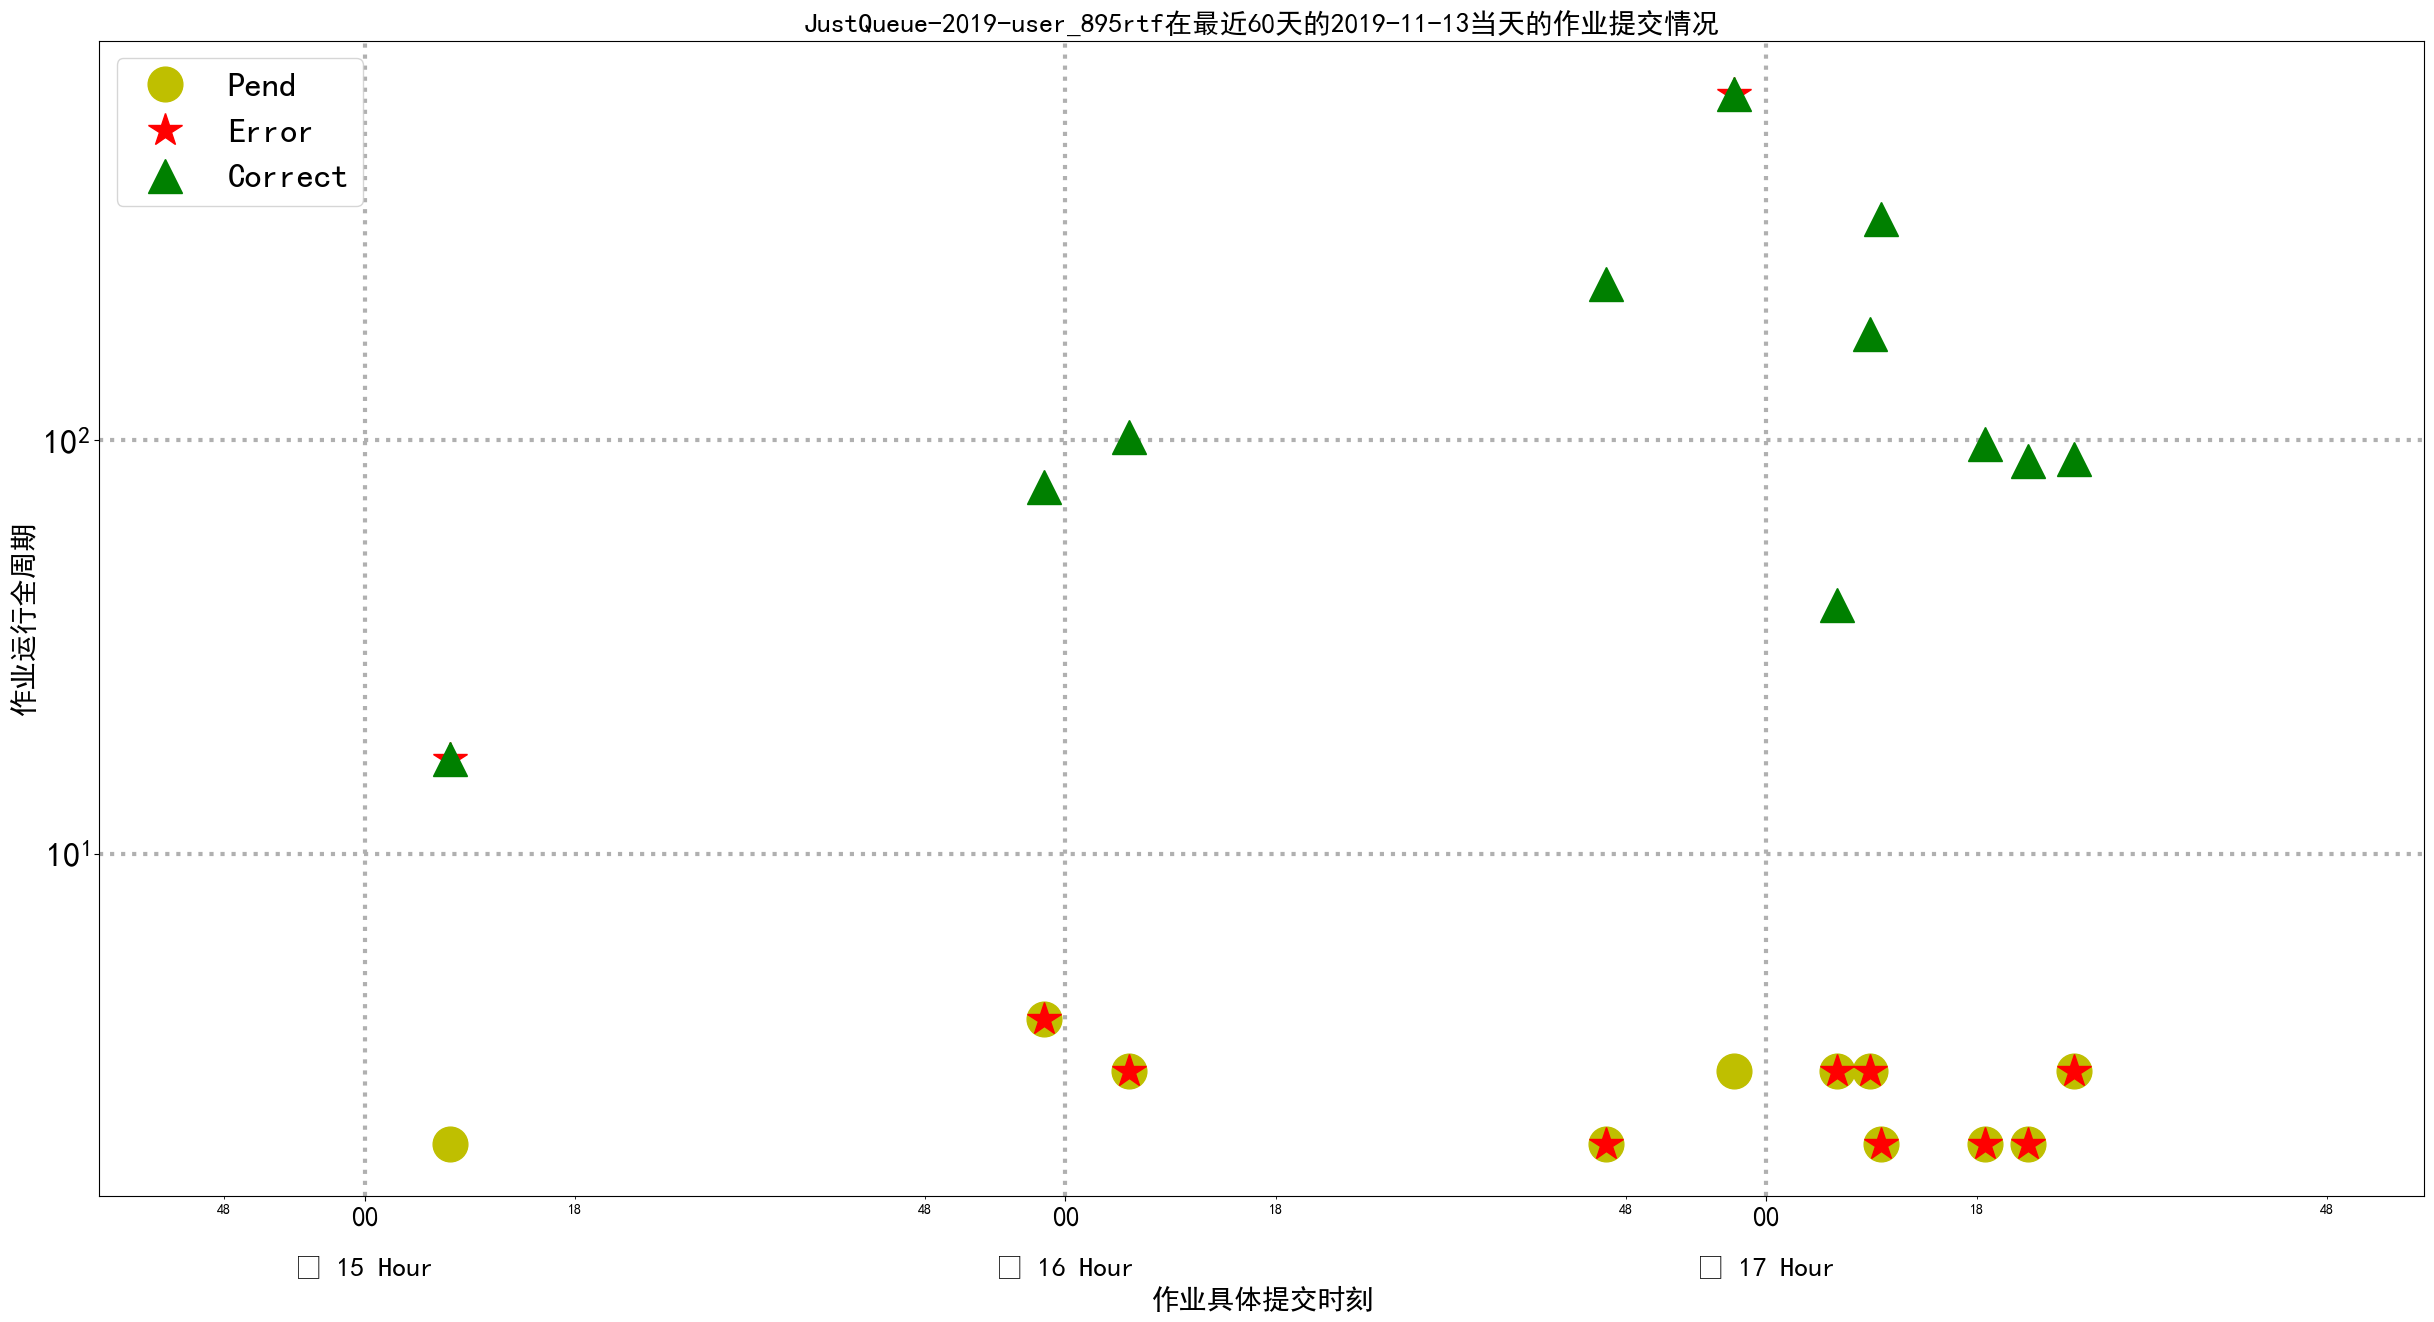 JustQueue-2019-user_895rtf在最近60天的2019-11-13当天的作业提交情况
Pend
Error
Correct
10²
10¹
作业运行全周期
48 00 18 48 00 18 48 00 18 48
□ 15 Hour □ 16 Hour □ 17 Hour
作业具体提交时刻